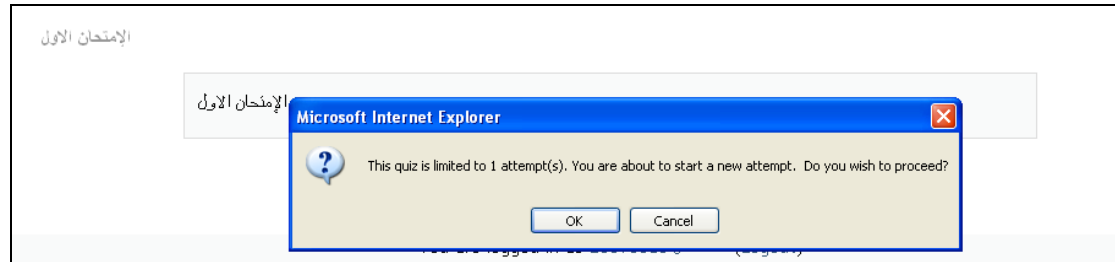 الإمتحان الاول
الإمتحان الاول
Microsoft Internet Explorer
This quiz is limited to 1 attempt(s). You are about to start a new attempt. Do you wish to proceed?
OK
Cancel